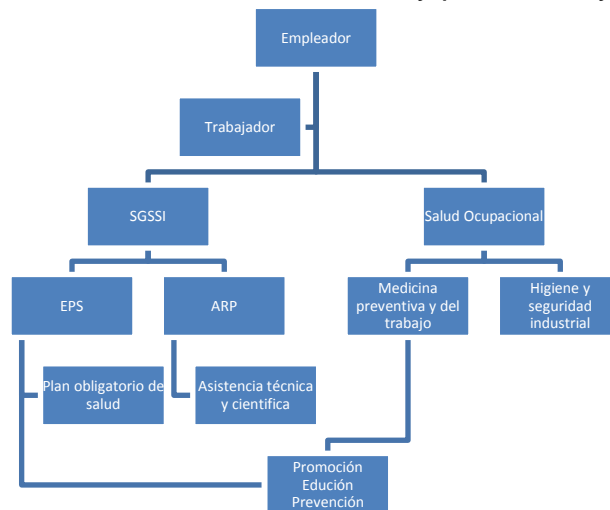 Empleador
Trabajador
SGSSI
Salud Ocupacional
EPS
ARP
Medicina
preventiva y del
trabajo
Higiene y
seguridad
industrial
Plan obligatorio de
salud
Asistencia técnica
y cientifica
Promoción
Edución
Prevención